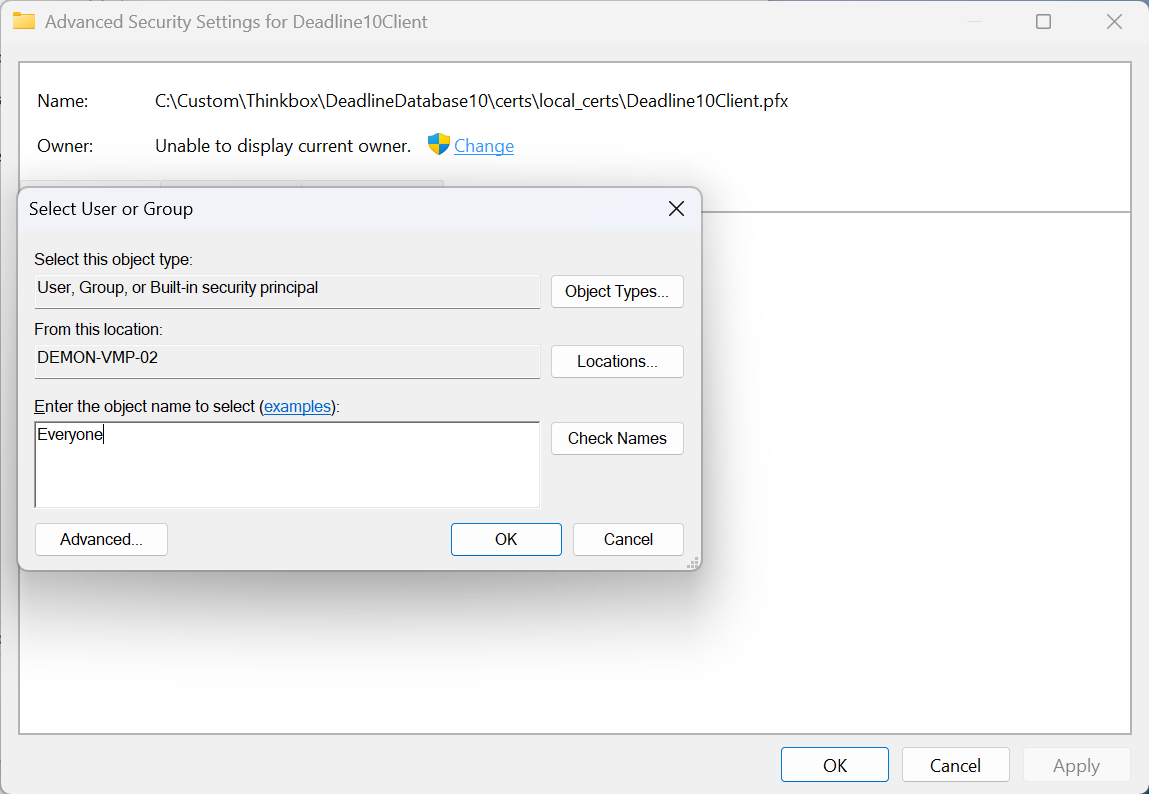 Advanced Security Settings for Deadline10Client
Name: C:\Custom\Thinkbox\DeadlineDatabase10\certs\local_certs\Deadline10Client.pfx
Owner: Unable to display current owner. Change
Select User or Group
Select this object type:
User, Group, or Built-in security principal Object Types...
From this location:
DEMON-VMP-02 Locations...
Enter the object name to select (examples):
Everyone Check Names
Advanced... OK Cancel
OK Cancel Apply